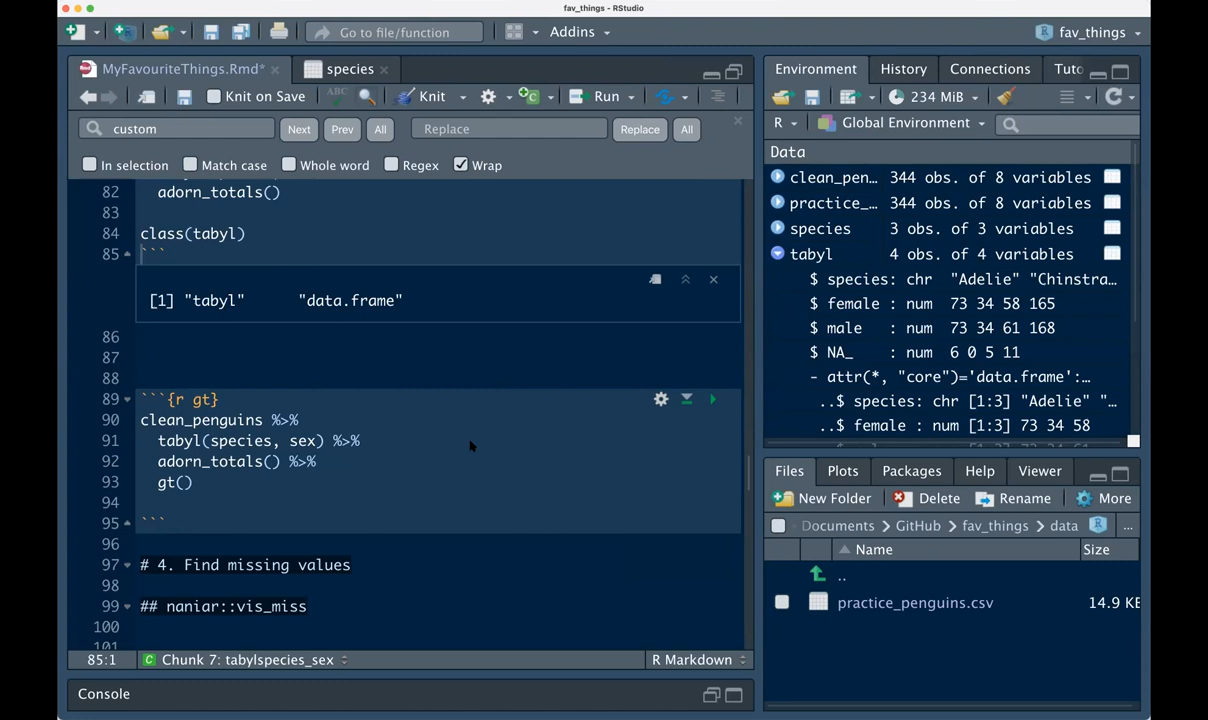 fav_things - RStudio
Go to file/function
Addins
fav_things
MyFavouriteThings.Rmd*
species
Knit on Save
ABC
Knit
Run
custom
Next
Prev
All
Replace
Replace
All
In selection
Match case
Whole word
Regex
Wrap
82 adorn_totals()
83
84 class(tabyl)
85 ```
[1] "tabyl" "data.frame"
86
87
88
89 ```{r gt}
90 clean_penguins %>%
91 tabyl(species, sex) %>%
92 adorn_totals() %>%
93 gt()
94
95 ```
96
97 # 4. Find missing values
98
99 ## naniar::vis_miss
100
101
85:1 Chunk 7: tabylspecies_sex R Markdown
Console
Environment History Connections Tuto
234 MiB
R Global Environment
Data
clean_pen… 344 obs. of 8 variables
practice_… 344 obs. of 8 variables
species 3 obs. of 3 variables
tabyl 4 obs. of 4 variables
$ species: chr "Adelie" "Chinstra…
$ female : num 73 34 58 165
$ male : num 73 34 61 168
$ NA_ : num 6 0 5 11
- attr(*, "core")='data.frame':…
..$ species: chr [1:3] "Adelie" "…
..$ female : num [1:3] 73 34 58
Files Plots Packages Help Viewer
New Folder Delete Rename More
Documents GitHub fav_things data R ...
Name Size
..
practice_penguins.csv 14.9 KB